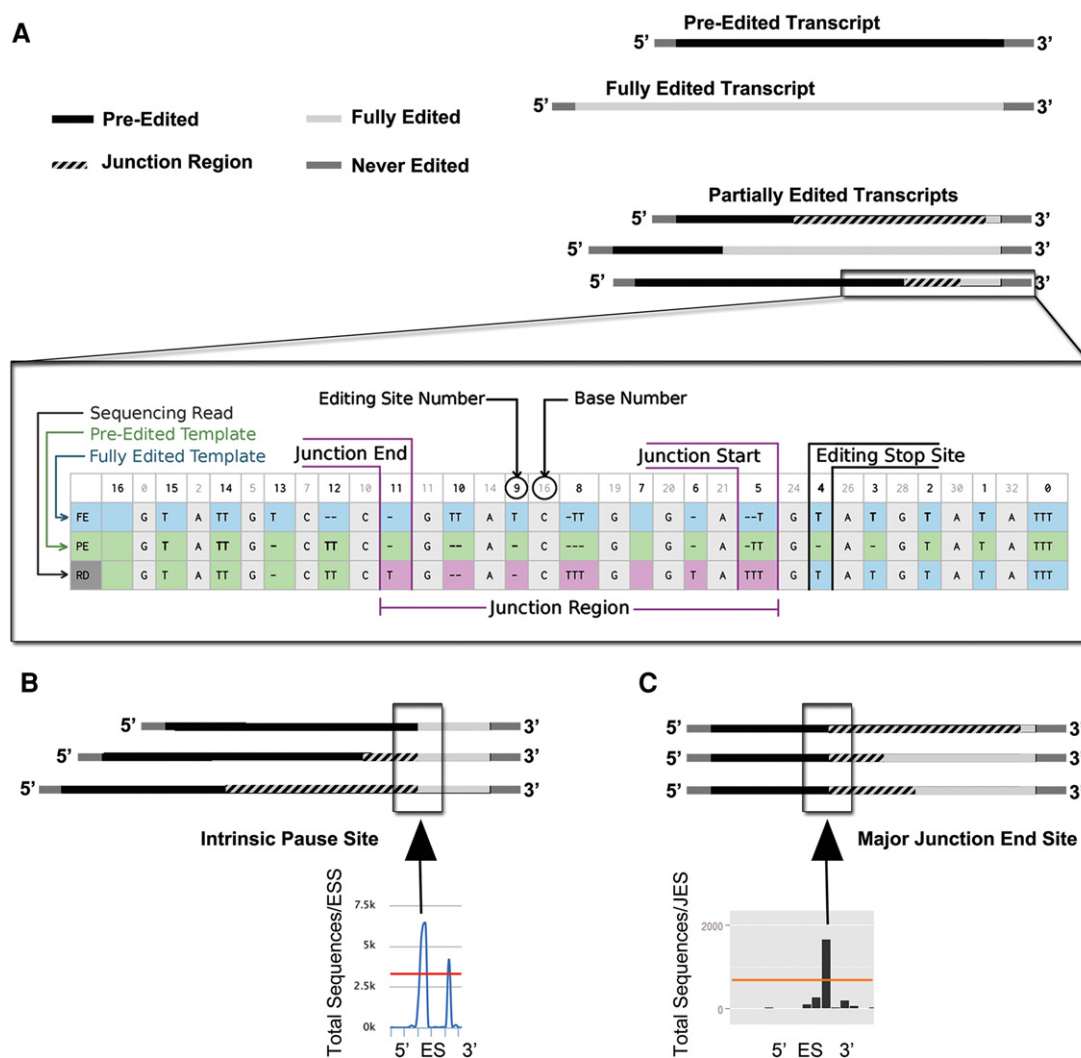 A
Pre-Edited Transcript
5’ 3’
Fully Edited Transcript
5’ 3’
Pre-Edited Fully Edited
Junction Region Never Edited
Partially Edited Transcripts
5’ 3’
5’ 3’
5’ 3’
Editing Site Number Base Number
Sequencing Read
Pre-Edited Template
Fully Edited Template
Junction End Junction Start Editing Stop Site
16 0 15 2 14 5 13 7 12 10 11 11 10 14 9 16 8 18 7 20 6 21 5 24 4 26 3 28 2 30 1 32 0
FE G T A TT G T C -- C - G TT A T C -TT G G - A --T G T A T G T A T A TTT
PE G T A TT G - C TT C - G -- A - C --- G G - A -TT G - A - G T A T A TTT
RD G T A TT G - C TT C T G -- A - C TTT G G T A TTT G T A T G T A T A TTT
Junction Region
B
5’ 3’
5’ 3’
5’ 3’
Intrinsic Pause Site
Total Sequences/ESS
7.5k
5k
2.5k
0k
5’ ES 3’
C
5’ 3’
5’ 3’
5’ 3’
Major Junction End Site
Total Sequences/JES
2000
0
5’ ES 3’